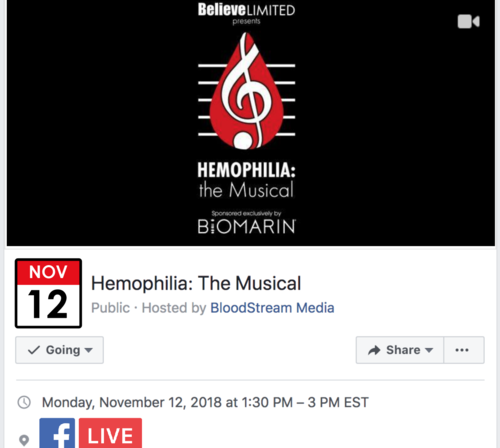 Believe LIMITED
presents
HEMOPHILIA:
the Musical
Sponsored exclusively by
BIOMARIN
NOV
12
Hemophilia: The Musical
Public · Hosted by BloodStream Media
Going
Share
Monday, November 12, 2018 at 1:30 PM – 3 PM EST
f LIVE